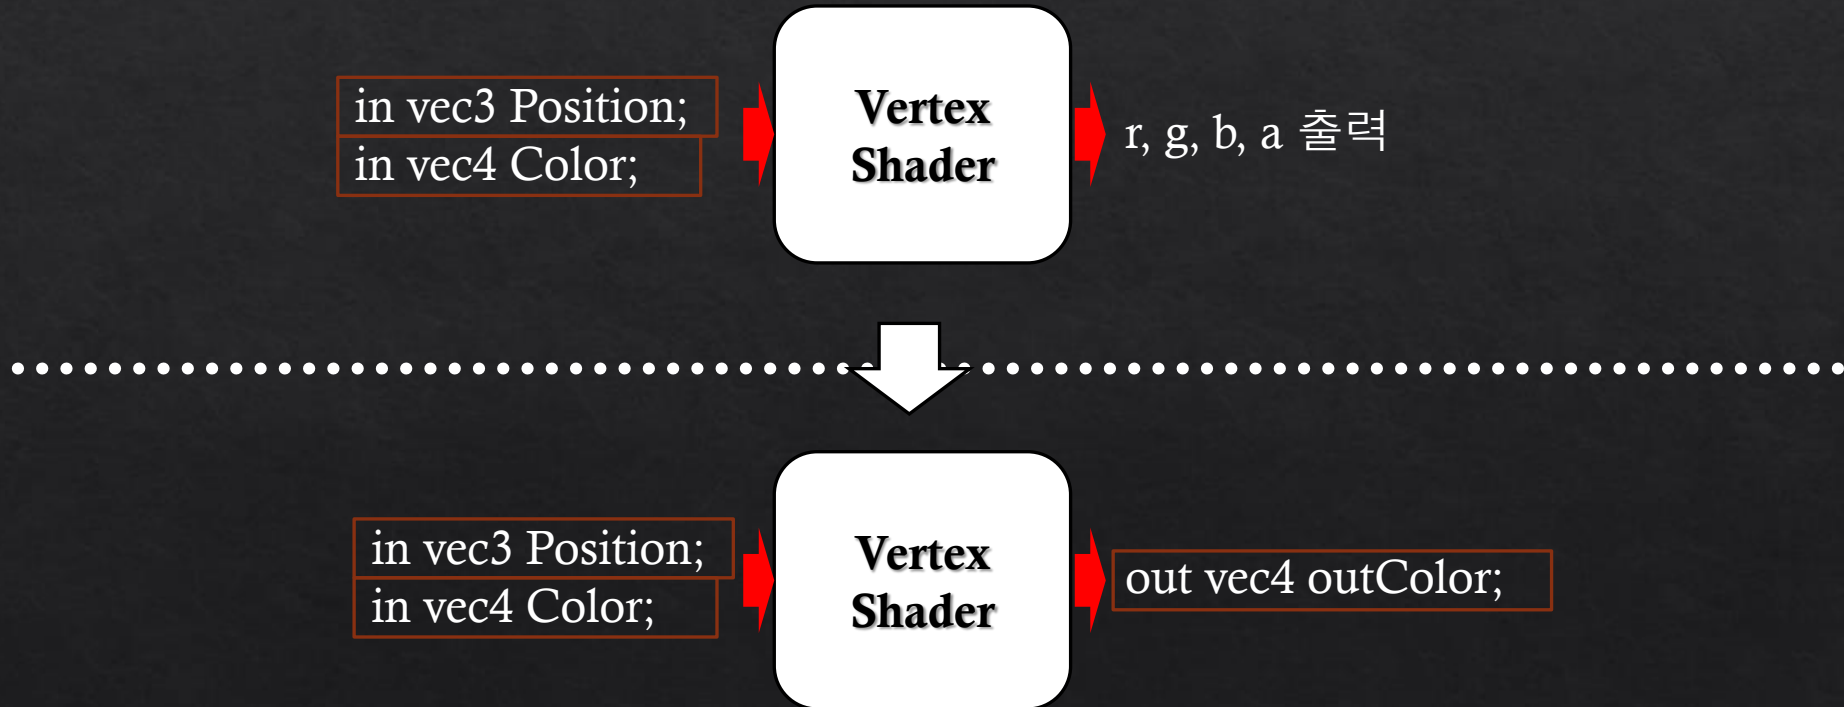 in vec3 Position;
in vec4 Color;
Vertex
Shader
r, g, b, a 출력
in vec3 Position;
in vec4 Color;
Vertex
Shader
out vec4 outColor;